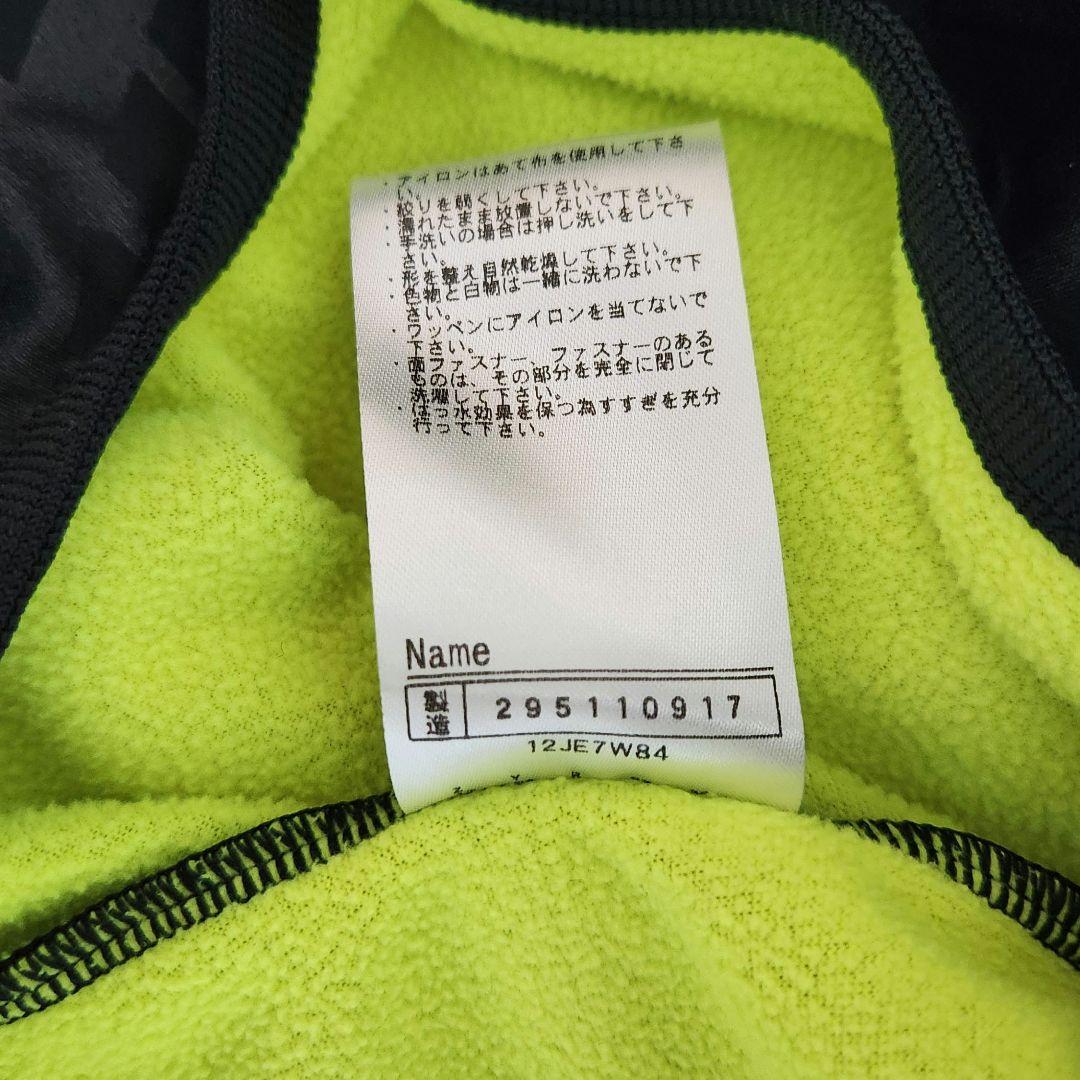 ・アイロンはあて布を使用して下さ
い。
・絞りを弱くして下さい。
・濡れたまま放置しないで下さい。
・手洗いの場合は押し洗いをして下
さい。
・形を整え自然乾燥して下さい。
・色物と白物は一緒に洗わないで下
さい。
・ワッペンにアイロンを当てないで
下さい。
・面ファスナー、ファスナーのある
ものは、その部分を完全に閉じて
洗濯して下さい。
・はっ水効果を保つ為すすぎを充分
行って下さい。
Name
製造 295110917
12JE7W84